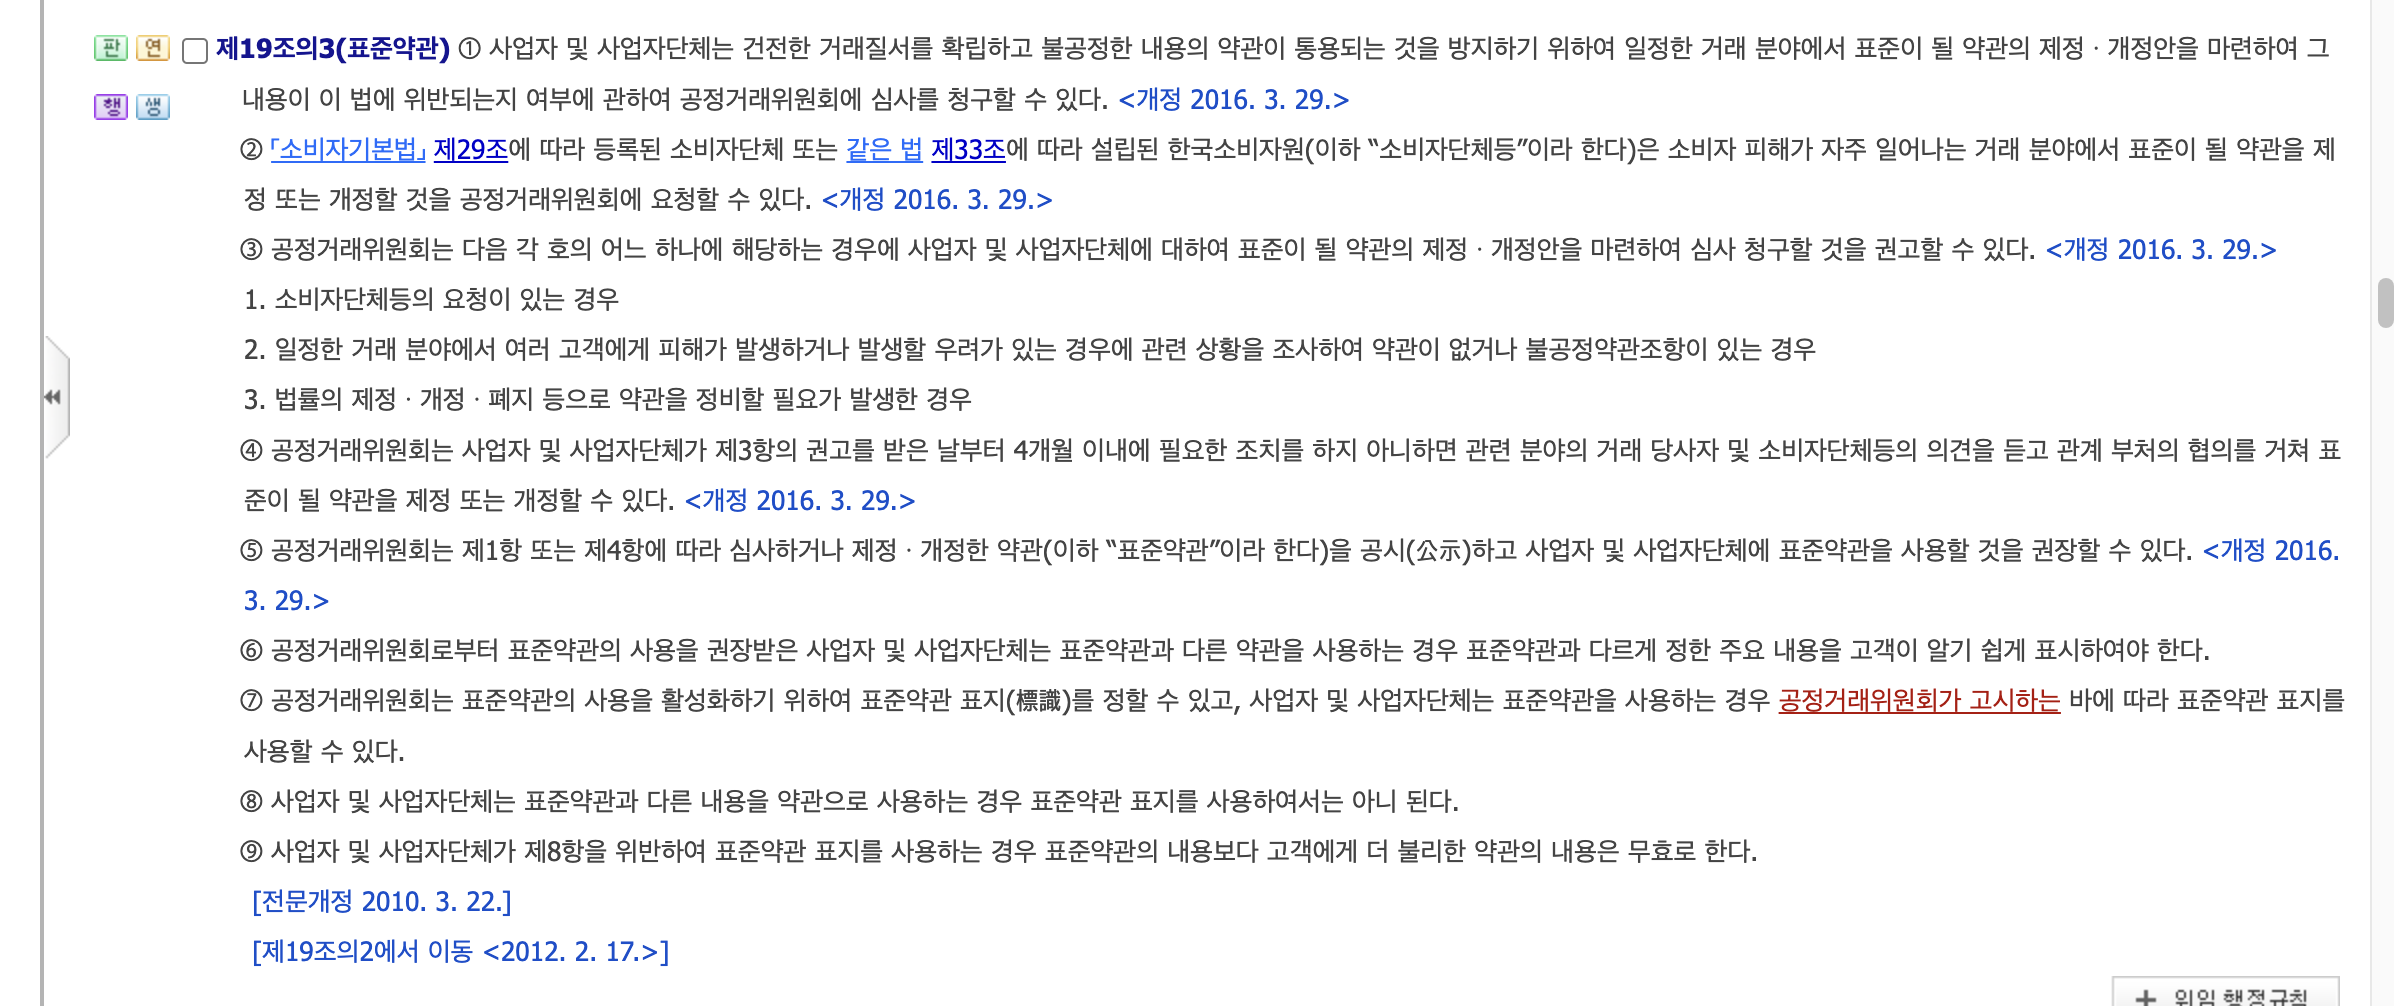 판 연 제19조의3(표준약관) ① 사업자 및 사업자단체는 건전한 거래질서를 확립하고 불공정한 내용의 약관이 통용되는 것을 방지하기 위하여 일정한 거래 분야에서 표준이 될 약관의 제정ㆍ개정안을 마련하여 그
행 생 내용이 이 법에 위반되는지 여부에 관하여 공정거래위원회에 심사를 청구할 수 있다. <개정 2016. 3. 29.>
② 「소비자기본법」 제29조에 따라 등록된 소비자단체 또는 같은 법 제33조에 따라 설립된 한국소비자원(이하 “소비자단체등”이라 한다)은 소비자 피해가 자주 일어나는 거래 분야에서 표준이 될 약관을 제
정 또는 개정할 것을 공정거래위원회에 요청할 수 있다. <개정 2016. 3. 29.>
③ 공정거래위원회는 다음 각 호의 어느 하나에 해당하는 경우에 사업자 및 사업자단체에 대하여 표준이 될 약관의 제정ㆍ개정안을 마련하여 심사 청구할 것을 권고할 수 있다. <개정 2016. 3. 29.>
1. 소비자단체등의 요청이 있는 경우
2. 일정한 거래 분야에서 여러 고객에게 피해가 발생하거나 발생할 우려가 있는 경우에 관련 상황을 조사하여 약관이 없거나 불공정약관조항이 있는 경우
3. 법률의 제정ㆍ개정ㆍ폐지 등으로 약관을 정비할 필요가 발생한 경우
④ 공정거래위원회는 사업자 및 사업자단체가 제3항의 권고를 받은 날부터 4개월 이내에 필요한 조치를 하지 아니하면 관련 분야의 거래 당사자 및 소비자단체등의 의견을 듣고 관계 부처의 협의를 거쳐 표
준이 될 약관을 제정 또는 개정할 수 있다. <개정 2016. 3. 29.>
⑤ 공정거래위원회는 제1항 또는 제4항에 따라 심사하거나 제정ㆍ개정한 약관(이하 “표준약관”이라 한다)을 공시(公示)하고 사업자 및 사업자단체에 표준약관을 사용할 것을 권장할 수 있다. <개정 2016.
3. 29.>
⑥ 공정거래위원회로부터 표준약관의 사용을 권장받은 사업자 및 사업자단체는 표준약관과 다른 약관을 사용하는 경우 표준약관과 다르게 정한 주요 내용을 고객이 알기 쉽게 표시하여야 한다.
⑦ 공정거래위원회는 표준약관의 사용을 활성화하기 위하여 표준약관 표지(標識)를 정할 수 있고, 사업자 및 사업자단체는 표준약관을 사용하는 경우 공정거래위원회가 고시하는 바에 따라 표준약관 표지를
사용할 수 있다.
⑧ 사업자 및 사업자단체는 표준약관과 다른 내용을 약관으로 사용하는 경우 표준약관 표지를 사용하여서는 아니 된다.
⑨ 사업자 및 사업자단체가 제8항을 위반하여 표준약관 표지를 사용하는 경우 표준약관의 내용보다 고객에게 더 불리한 약관의 내용은 무효로 한다.
[전문개정 2010. 3. 22.]
[제19조의2에서 이동 <2012. 2. 17.>]
위임 행정규칙